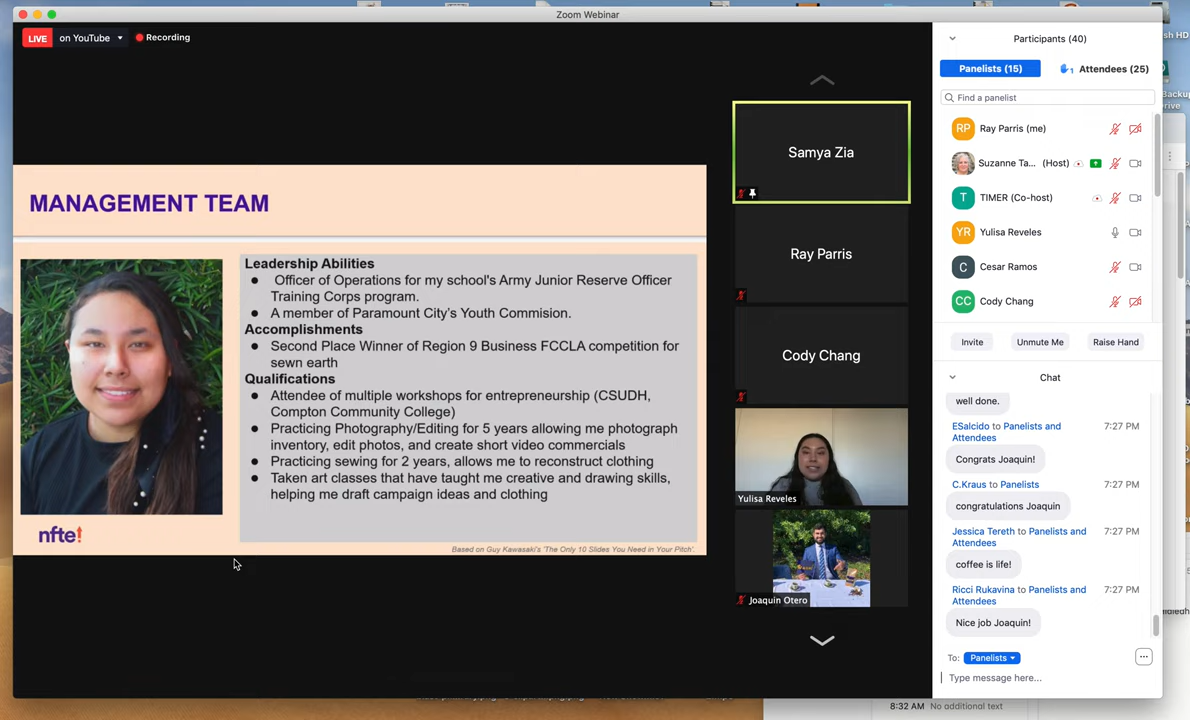 Zoom Webinar
LIVE on YouTube
Recording
MANAGEMENT TEAM
Leadership Abilities
● Officer of Operations for my school's Army Junior Reserve Officer
Training Corps program.
● A member of Paramount City's Youth Commision.
Accomplishments
● Second Place Winner of Region 9 Business FCCLA competition for
sewn earth
Qualifications
● Attendee of multiple workshops for entrepreneurship (CSUDH,
Compton Community College)
● Practicing Photography/Editing for 5 years allowing me photograph
inventory, edit photos, and create short video commercials
● Practicing sewing for 2 years, allows me to reconstruct clothing
● Taken art classes that have taught me creative and drawing skills,
helping me draft campaign ideas and clothing
nfte!
Based on Guy Kawasaki's 'The Only 10 Slides You Need in Your Pitch'.
Samya Zia
Ray Parris
Cody Chang
Yulisa Reveles
Joaquin Otero
Participants (40)
Panelists (15)
1 Attendees (25)
Find a panelist
RP Ray Parris (me)
Suzanne Ta... (Host)
T TIMER (Co-host)
YR Yulisa Reveles
C Cesar Ramos
CC Cody Chang
Invite
Unmute Me
Raise Hand
Chat
well done.
ESalcido to Panelists and 7:27 PM
Attendees
Congrats Joaquin!
C.Kraus to Panelists 7:27 PM
congratulations Joaquin
Jessica Tereth to Panelists and 7:27 PM
Attendees
coffee is life!
Ricci Rukavina to Panelists and 7:27 PM
Attendees
Nice job Joaquin!
To: Panelists
Type message here...
8:32 AM No additional text